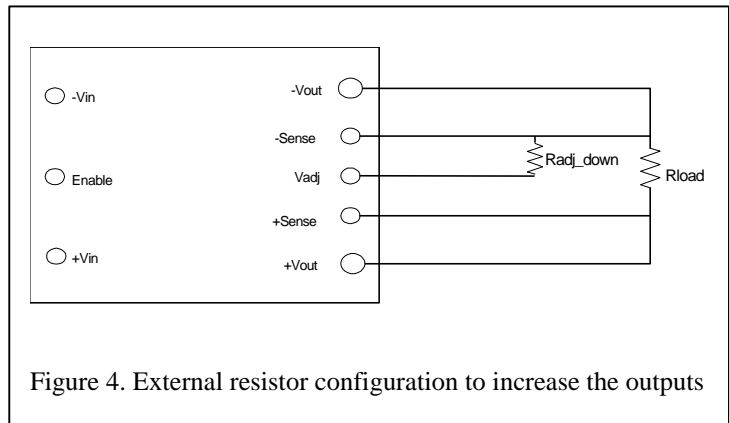 -Vin
-Vout
-Sense
Radj_down
Enable
Vadj
Rload
+Sense
+Vin
+Vout
Figure 4. External resistor configuration to increase the outputs